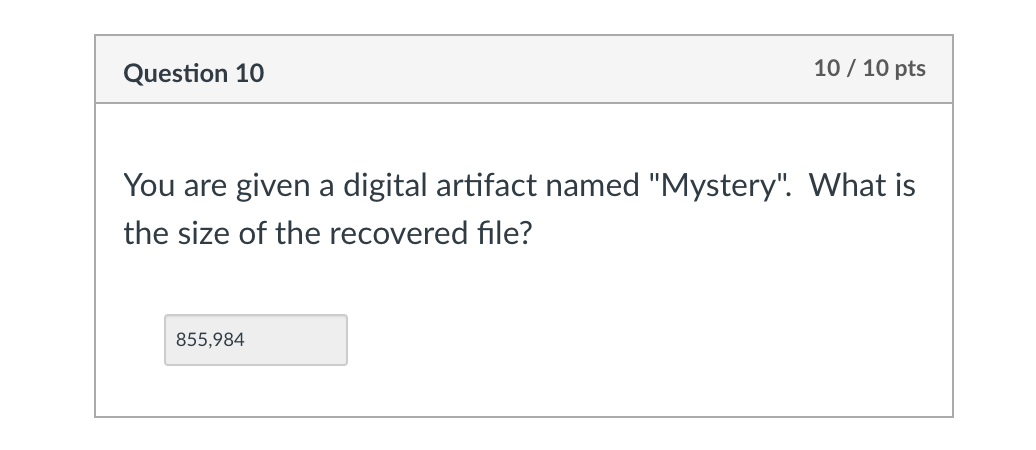 Question 10
10 / 10 pts
You are given a digital artifact named "Mystery".  What is
the size of the recovered file?
855,984